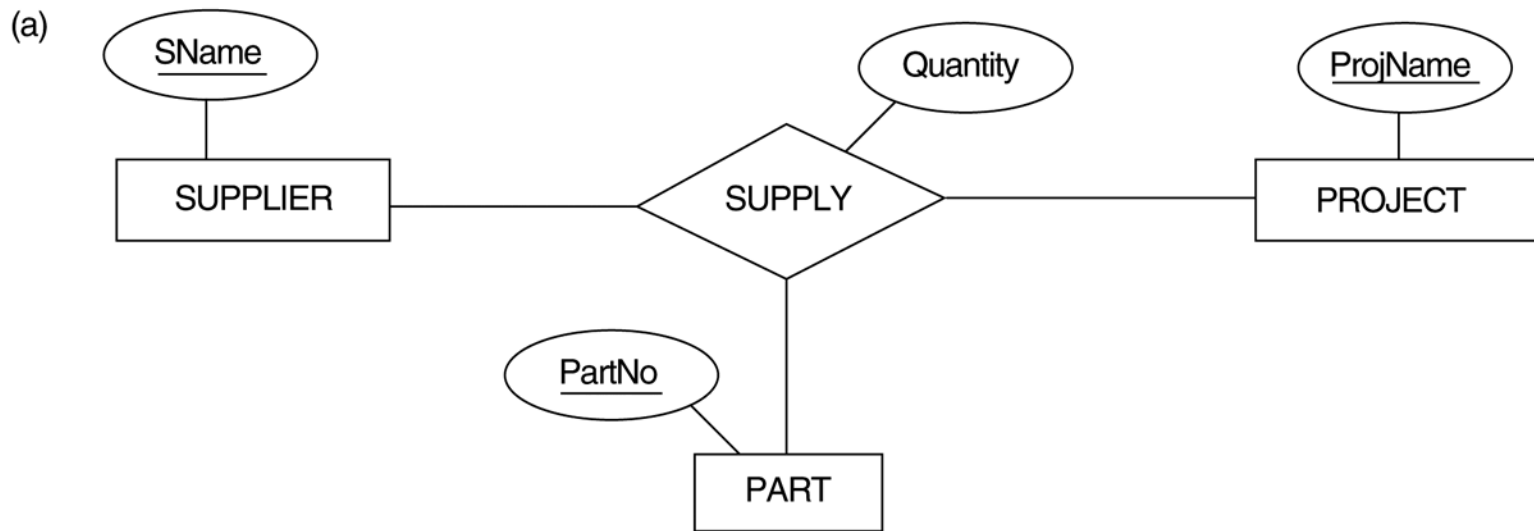 (a)
SName
Quantity
ProjName
SUPPLIER
SUPPLY
PROJECT
PartNo
PART